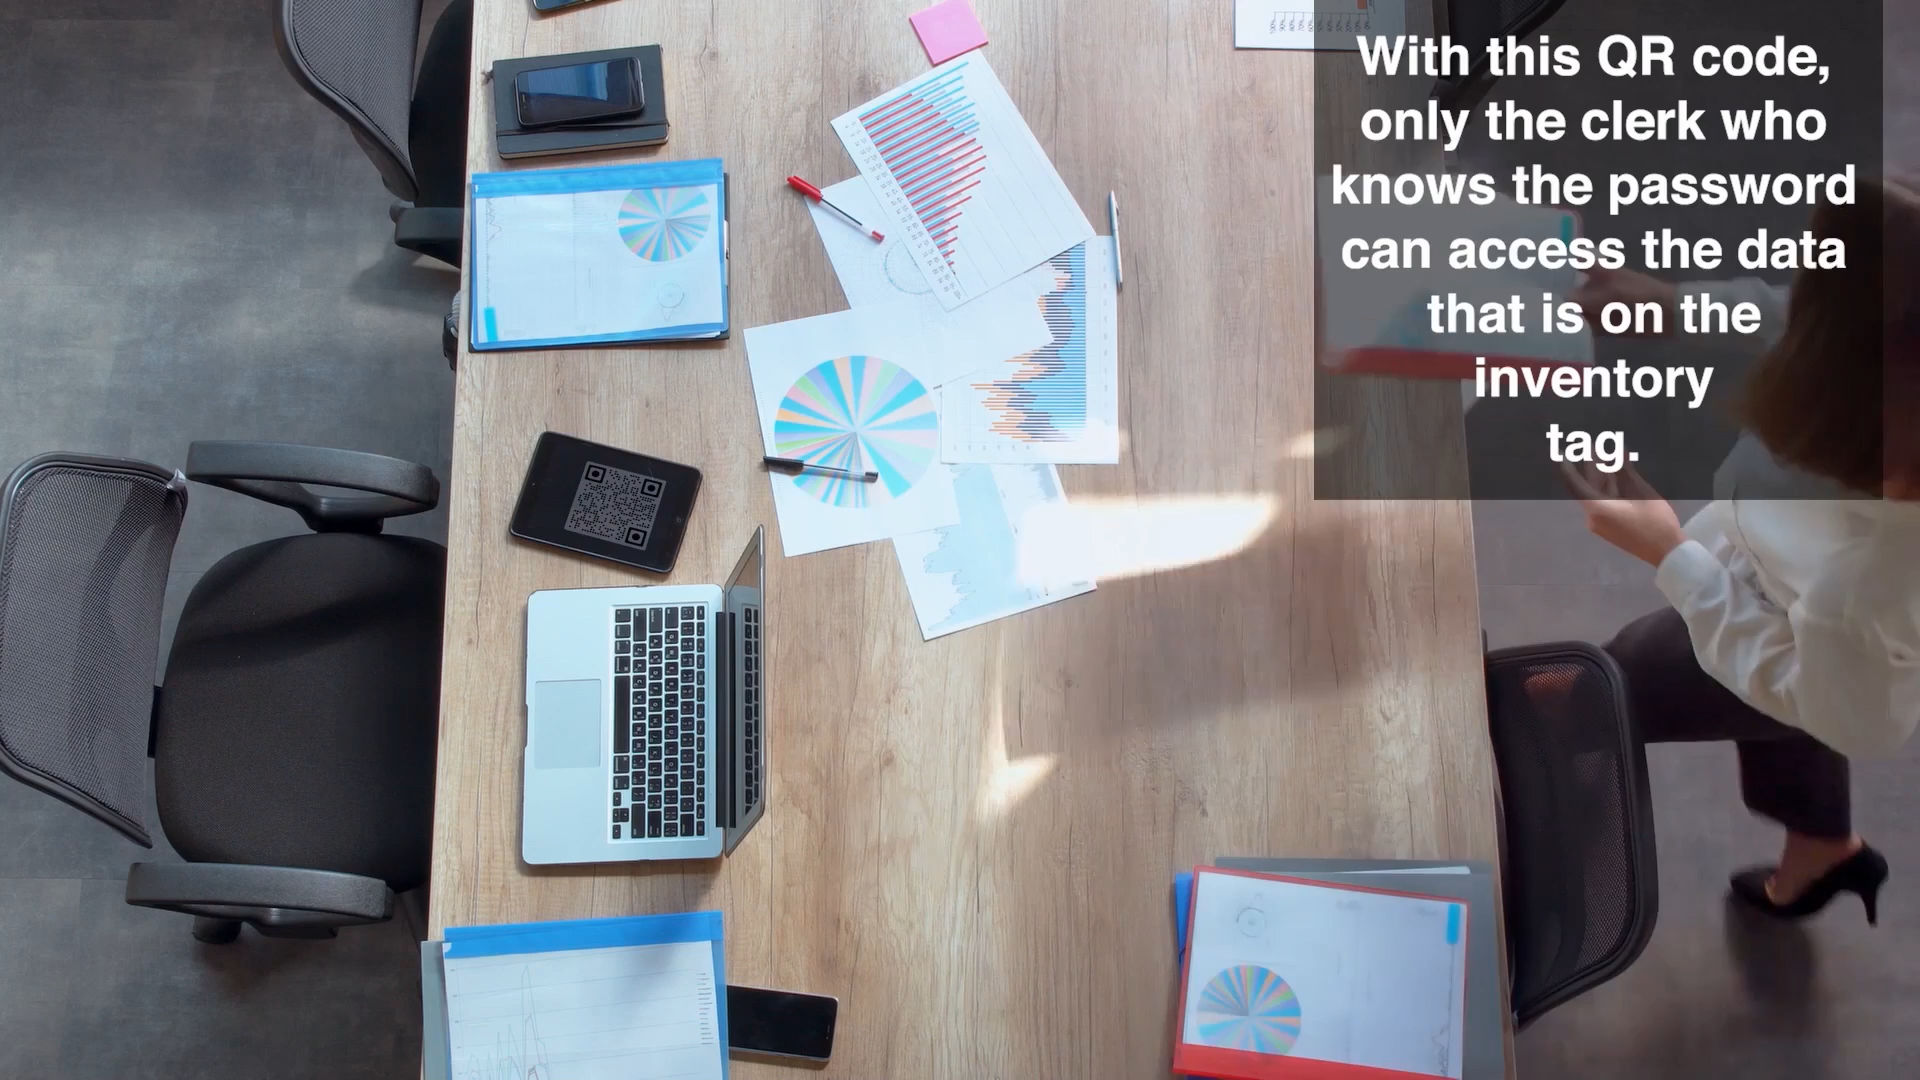 With this QR code,
only the clerk who
knows the password
can access the data
that is on the
inventory
tag.